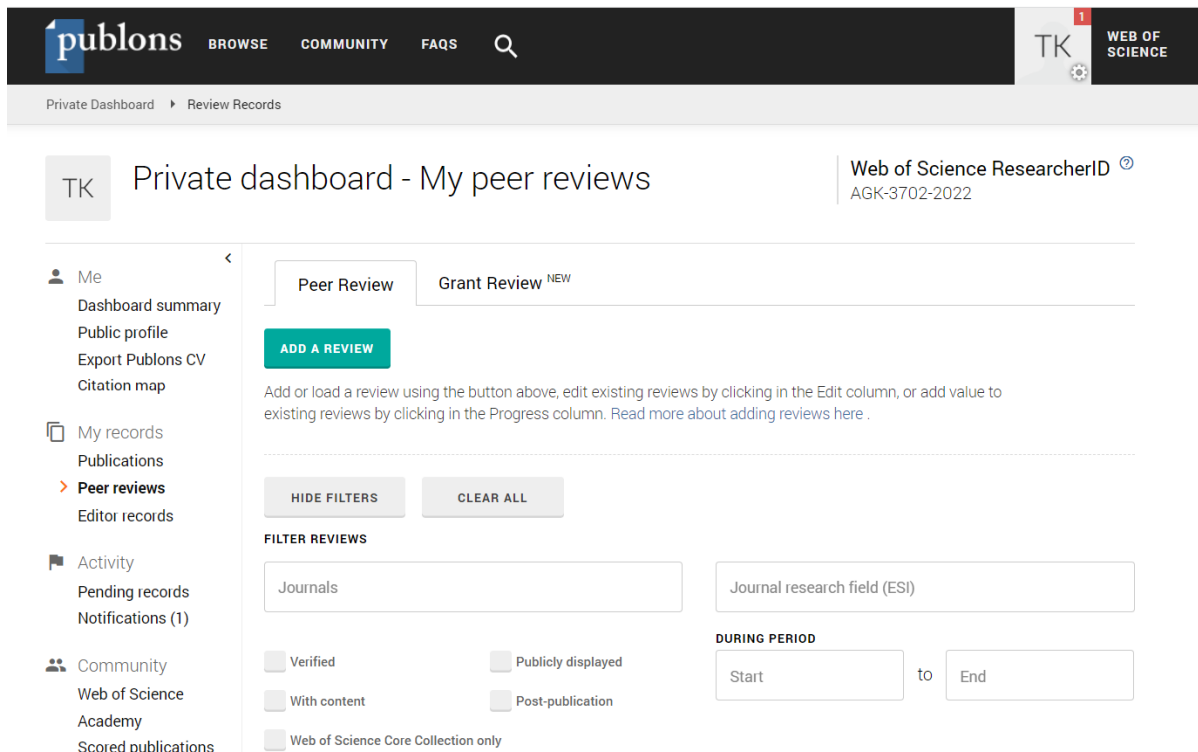 publons BROWSE COMMUNITY FAQS TK 1 WEB OF SCIENCE
Private Dashboard Review Records
TK Private dashboard - My peer reviews
Web of Science ResearcherID ?
AGK-3702-2022
Me
Dashboard summary
Public profile
Export Publons CV
Citation map
My records
Publications
Peer reviews
Editor records
Activity
Pending records
Notifications (1)
Community
Web of Science
Academy
Scored publications
Peer Review Grant Review NEW
ADD A REVIEW
Add or load a review using the button above, edit existing reviews by clicking in the Edit column, or add value to
existing reviews by clicking in the Progress column. Read more about adding reviews here .
HIDE FILTERS CLEAR ALL
FILTER REVIEWS
Journals Journal research field (ESI)
Verified Publicly displayed
With content Post-publication
Web of Science Core Collection only
DURING PERIOD
Start to End